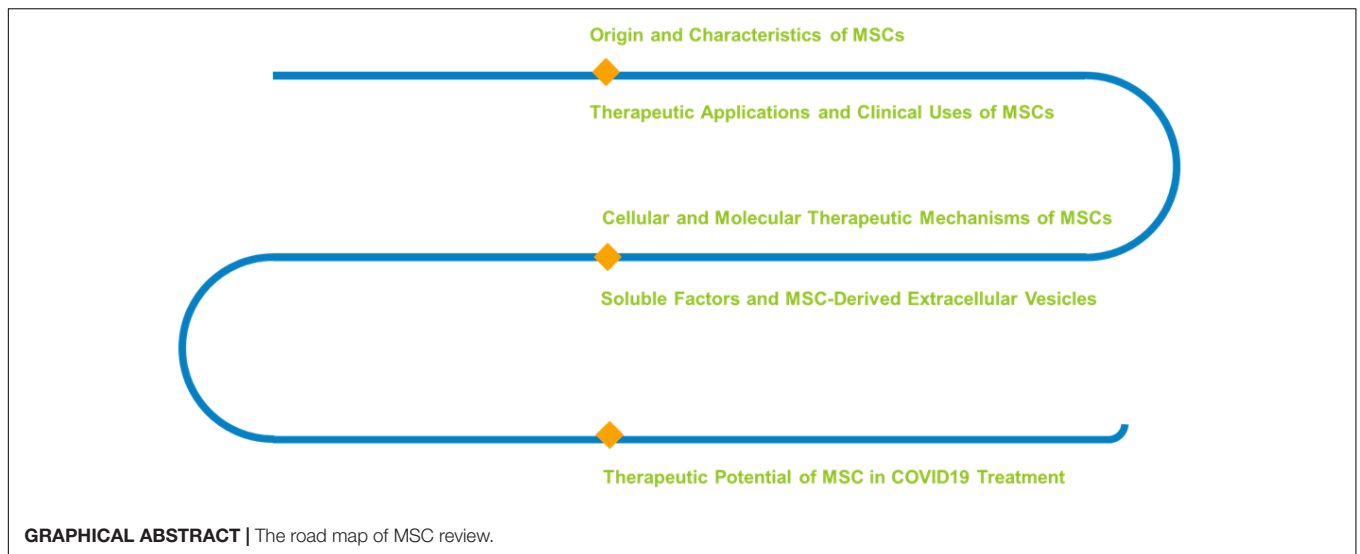 Origin and Characteristics of MSCs
Therapeutic Applications and Clinical Uses of MSCs
Cellular and Molecular Therapeutic Mechanisms of MSCs
Soluble Factors and MSC-Derived Extracellular Vesicles
Therapeutic Potential of MSC in COVID19 Treatment
GRAPHICAL ABSTRACT | The road map of MSC review.